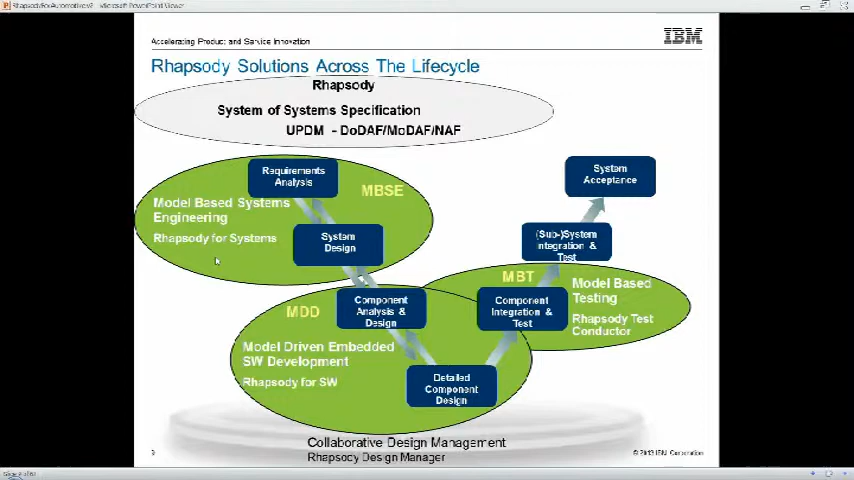 Accelerating Product and Service Innovation
IBM
Rhapsody Solutions Across The Lifecycle
Rhapsody
System of Systems Specification
UPDM - DoDAF/MoDAF/NAF
Requirements
Analysis
MBSE
Model Based Systems
Engineering
Rhapsody for Systems
System
Design
System
Acceptance
(Sub-)System
Integration &
Test
MBT
Model Based
Testing
Rhapsody Test
Conductor
Component
Integration &
Test
MDD
Component
Analysis &
Design
Model Driven Embedded
SW Development
Rhapsody for SW
Detailed
Component
Design
Collaborative Design Management
Rhapsody Design Manager